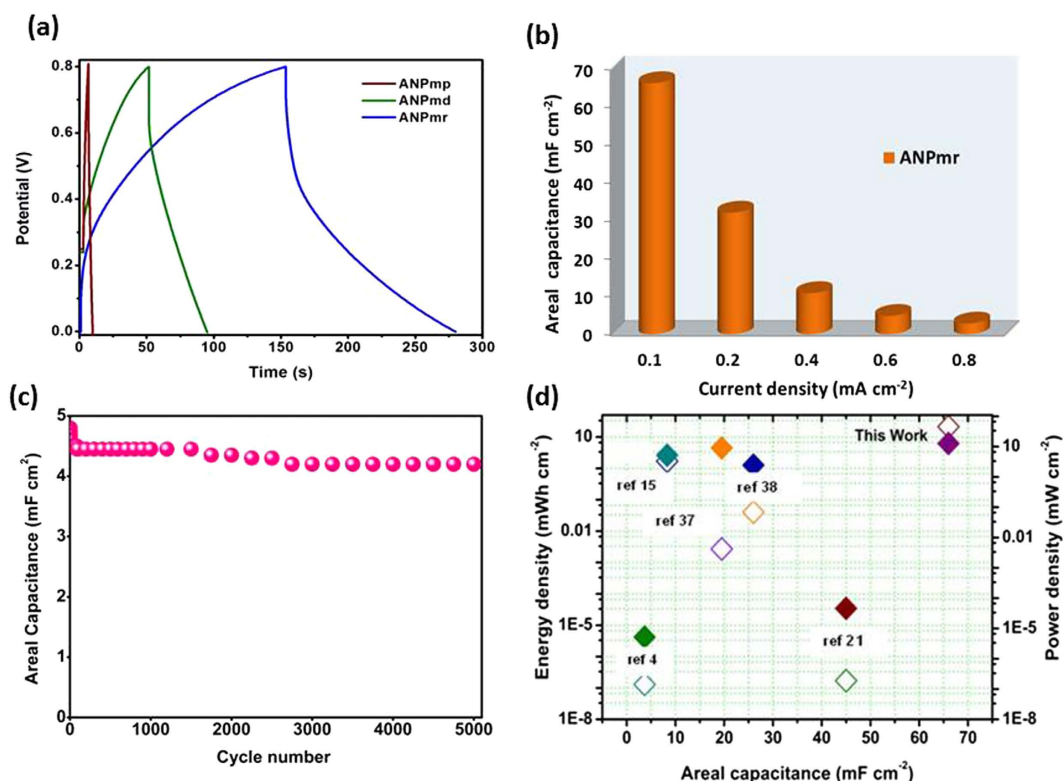 (a)
0.8
0.6
0.4
0.2
0.0
Potential (V)
ANPmp
ANPmd
ANPmr
0 50 100 150 200 250 300
Time (s)
(b)
70
60
50
40
30
20
10
0
Areal capacitance (mF cm-2)
ANPmr
0.1 0.2 0.4 0.6 0.8
Current density (mA cm-2)
(c)
5
4
3
2
1
0
Areal Capacitance (mF cm2)
0 1000 2000 3000 4000 5000
Cycle number
(d)
10
0.01
1E-5
1E-8
Energy density (mWh cm-2)
This Work
ref 15
ref 38
ref 37
ref 21
ref 4
10
0.01
1E-5
1E-8
Power density (mW cm-2)
0 10 20 30 40 50 60 70
Areal capacitance (mF cm-2)